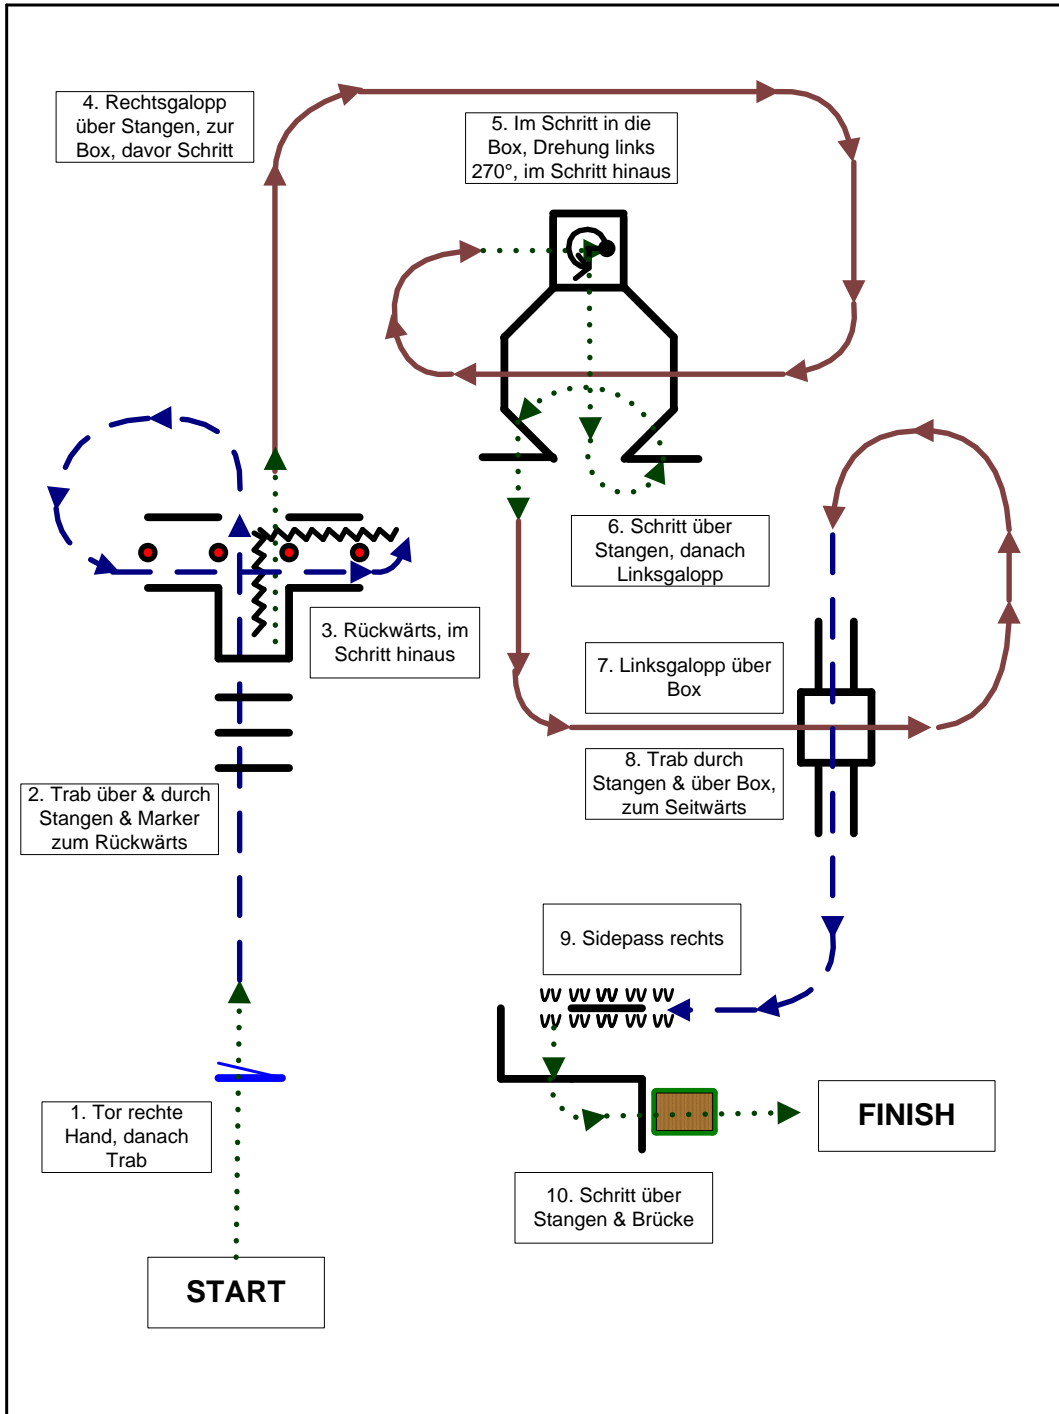 4. Rechtsgalopp
über Stangen, zur
Box, davor Schritt
5. Im Schritt in die
Box, Drehung links
270°, im Schritt hinaus
6. Schritt über
Stangen, danach
Linksgalopp
3. Rückwärts, im
Schritt hinaus
7. Linksgalopp über
Box
8. Trab durch
Stangen & über Box,
zum Seitwärts
2. Trab über & durch
Stangen & Marker
zum Rückwärts
9. Sidepass rechts
1. Tor rechte
Hand, danach
Trab
FINISH
10. Schritt über
Stangen & Brücke
START